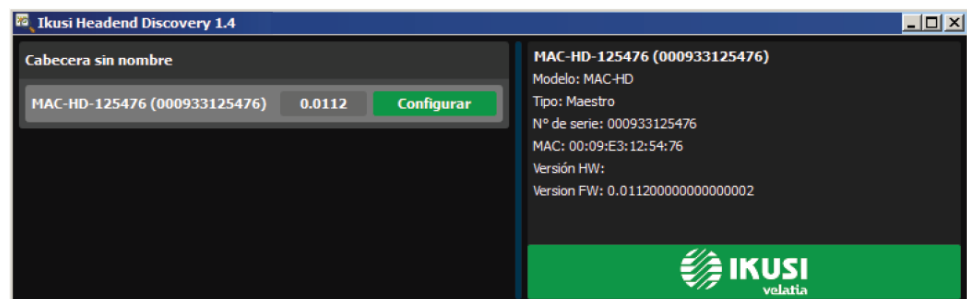 Ikusi Headend Discovery 1.4
Cabecera sin nombre
MAC-HD-125476 (000933125476) 0.0112 Configurar
MAC-HD-125476 (000933125476)
Modelo: MAC-HD
Tipo: Maestro
Nº de serie: 000933125476
MAC: 00:09:E3:12:54:76
Versión HW:
Version FW: 0.011200000000000002
IKUSI
velatia